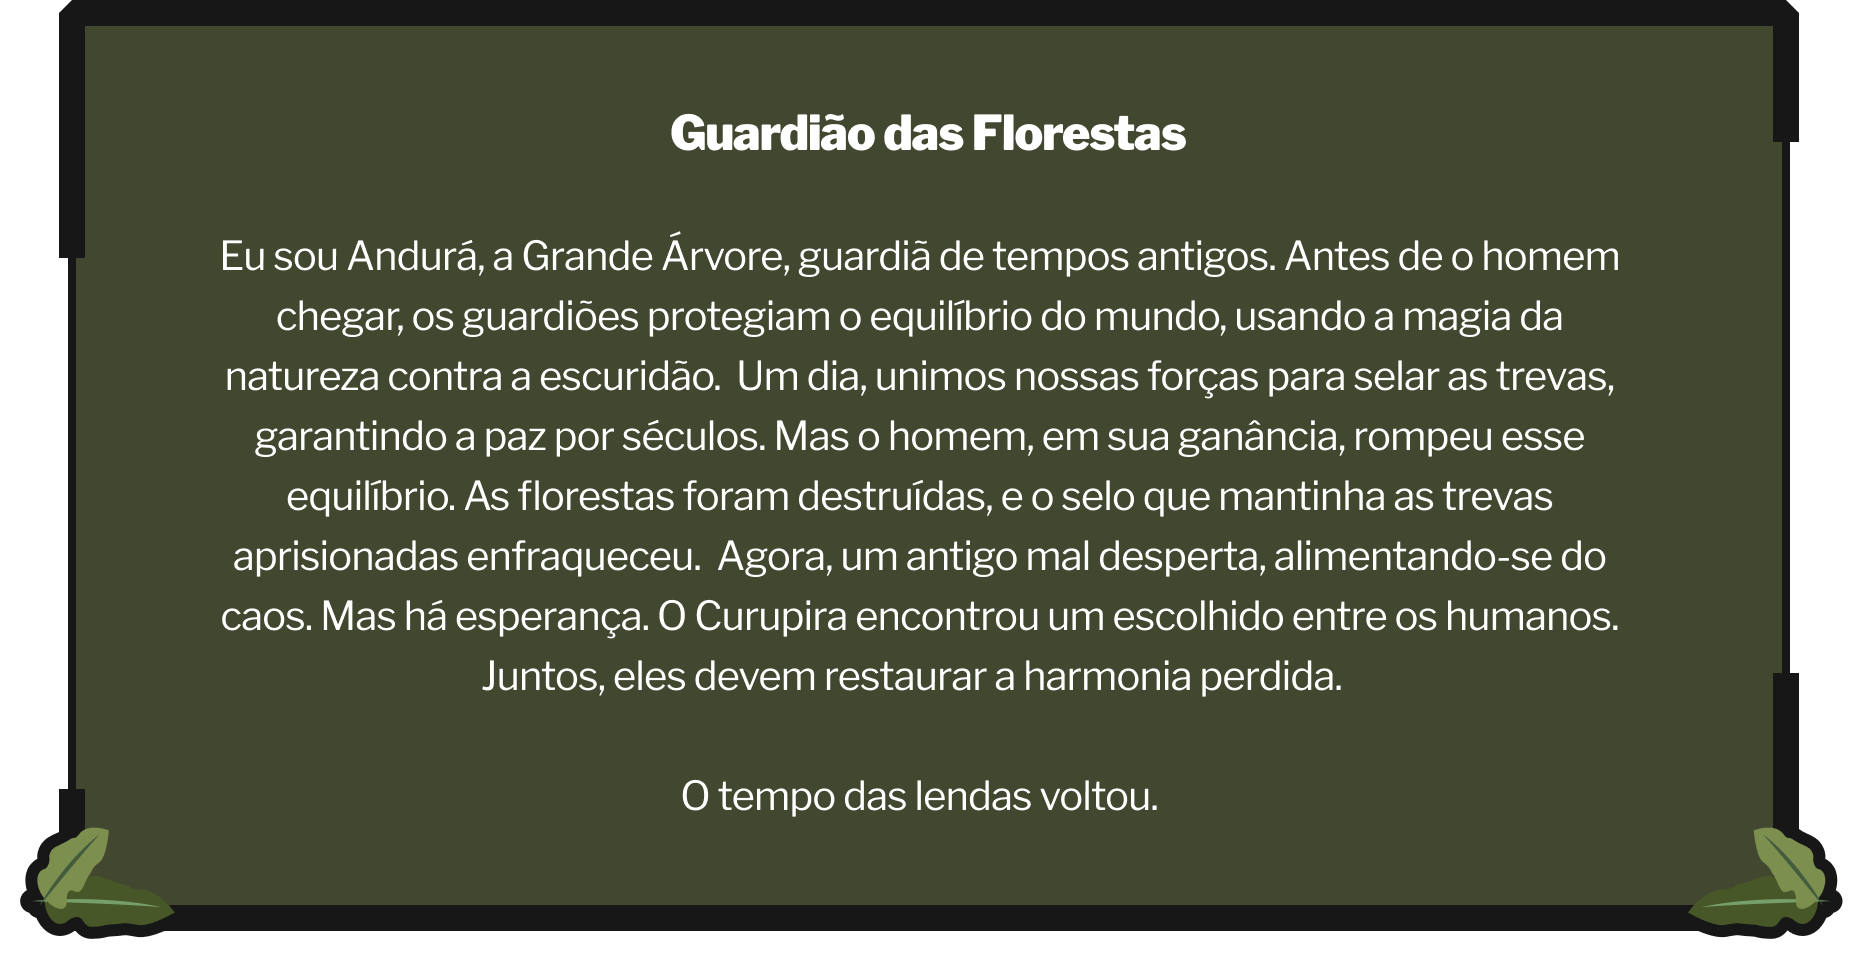 Guardião das Florestas
Eu sou Andurá, a Grande Árvore, guardiã de tempos antigos. Antes de o homem
chegar, os guardiões protegiam o equilíbrio do mundo, usando a magia da
natureza contra a escuridão.  Um dia, unimos nossas forças para selar as trevas,
garantindo a paz por séculos. Mas o homem, em sua ganância, rompeu esse
equilíbrio. As florestas foram destruídas, e o selo que mantinha as trevas
aprisionadas enfraqueceu.  Agora, um antigo mal desperta, alimentando-se do
caos. Mas há esperança. O Curupira encontrou um escolhido entre os humanos.
Juntos, eles devem restaurar a harmonia perdida.
O tempo das lendas voltou.